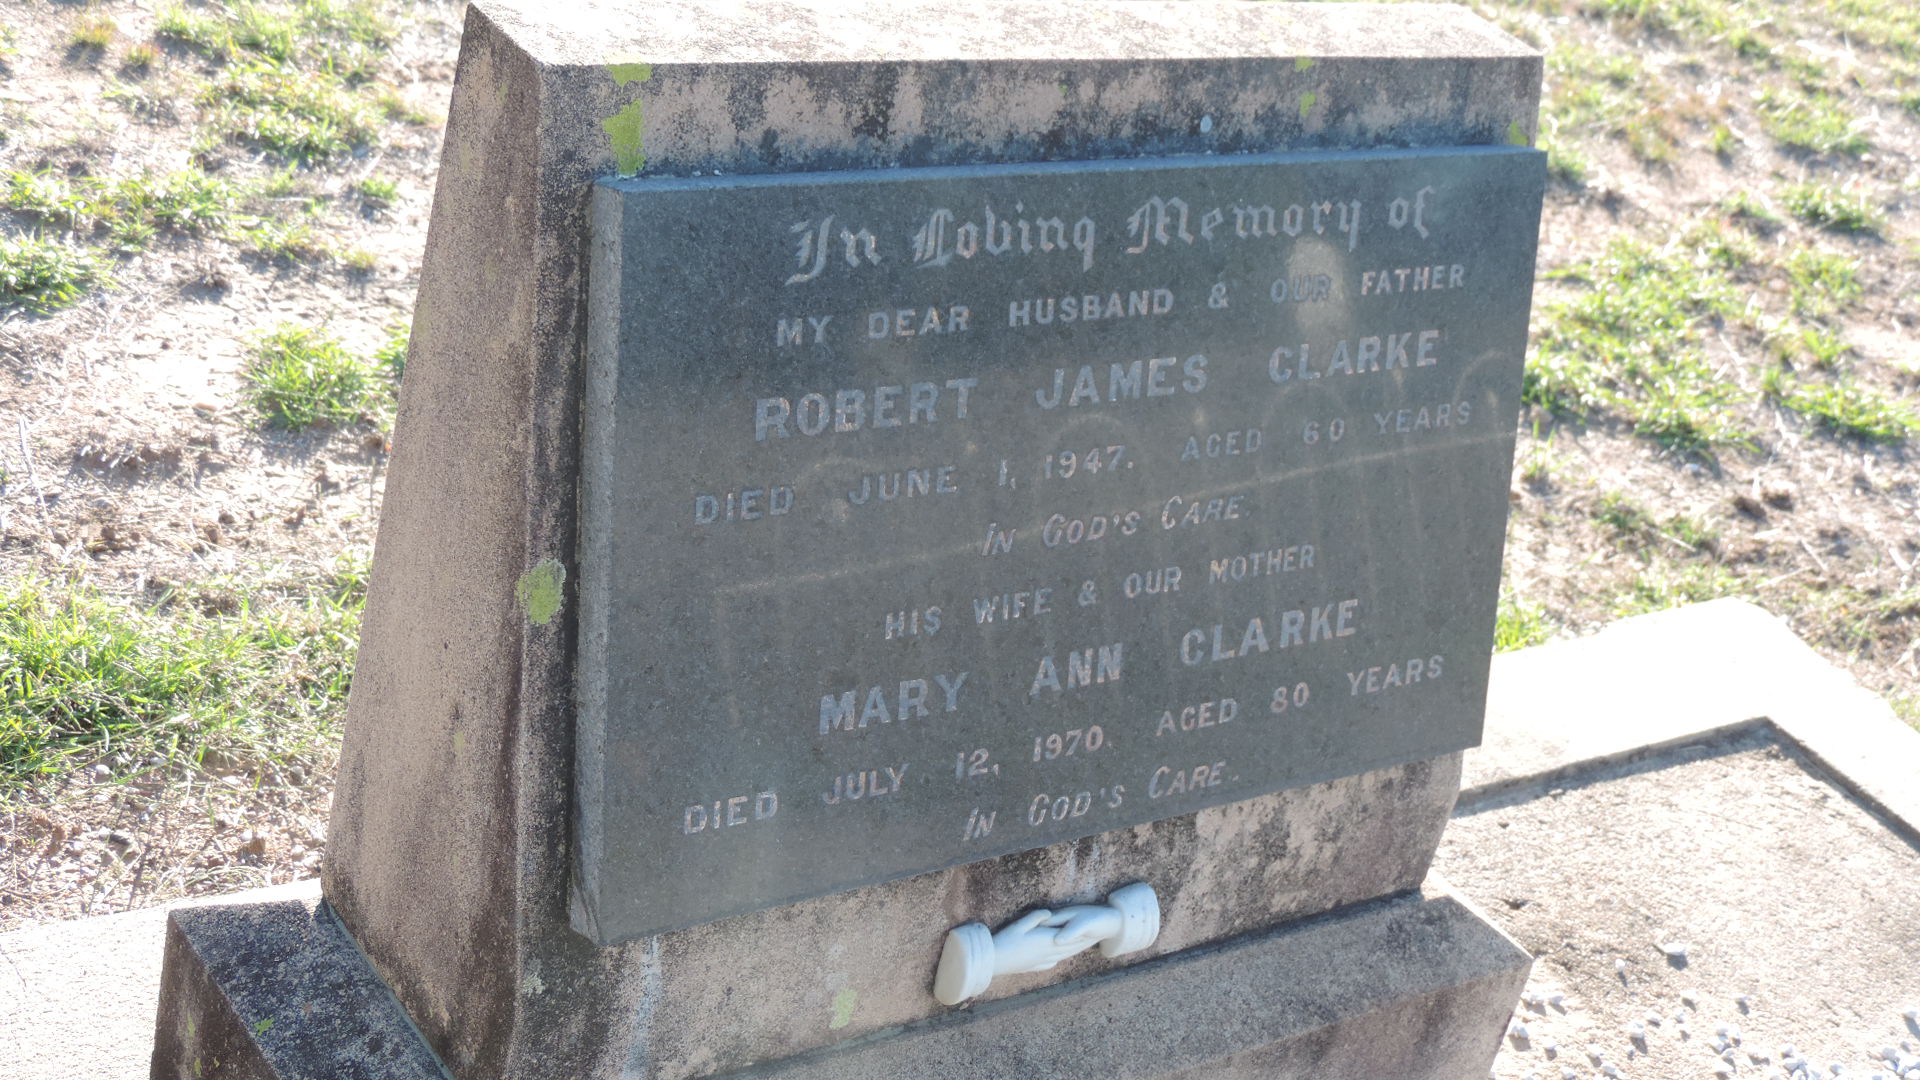 In Loving Memory of
MY DEAR HUSBAND & OUR FATHER
ROBERT JAMES CLARKE
DIED JUNE 1, 1947. AGED 60 YEARS
IN GOD'S CARE.
HIS WIFE & OUR MOTHER
MARY ANN CLARKE
DIED JULY 12, 1970. AGED 80 YEARS
IN GOD'S CARE.